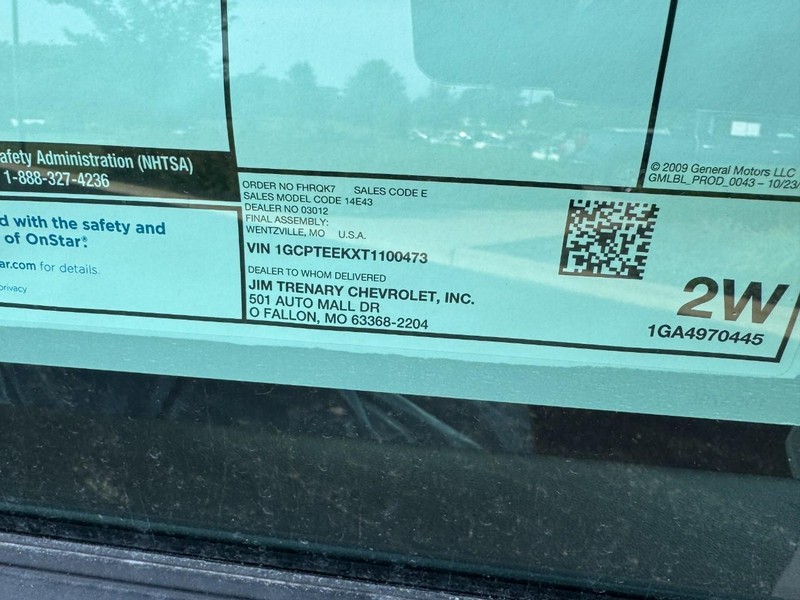 afety Administration (NHTSA)
1-888-327-4236
d with the safety and
of OnStar®.
ar.com for details.
privacy
ORDER NO FHRQK7 SALES CODE E
SALES MODEL CODE 14E43
DEALER NO 03012
FINAL ASSEMBLY:
WENTZVILLE, MO U.S.A.
VIN 1GCPTEEKXT1100473
DEALER TO WHOM DELIVERED
JIM TRENARY CHEVROLET, INC.
501 AUTO MALL DR
O FALLON, MO 63368-2204
© 2009 General Motors LLC
GMLBL_PROD_0043 – 10/23/
2W
1GA4970445